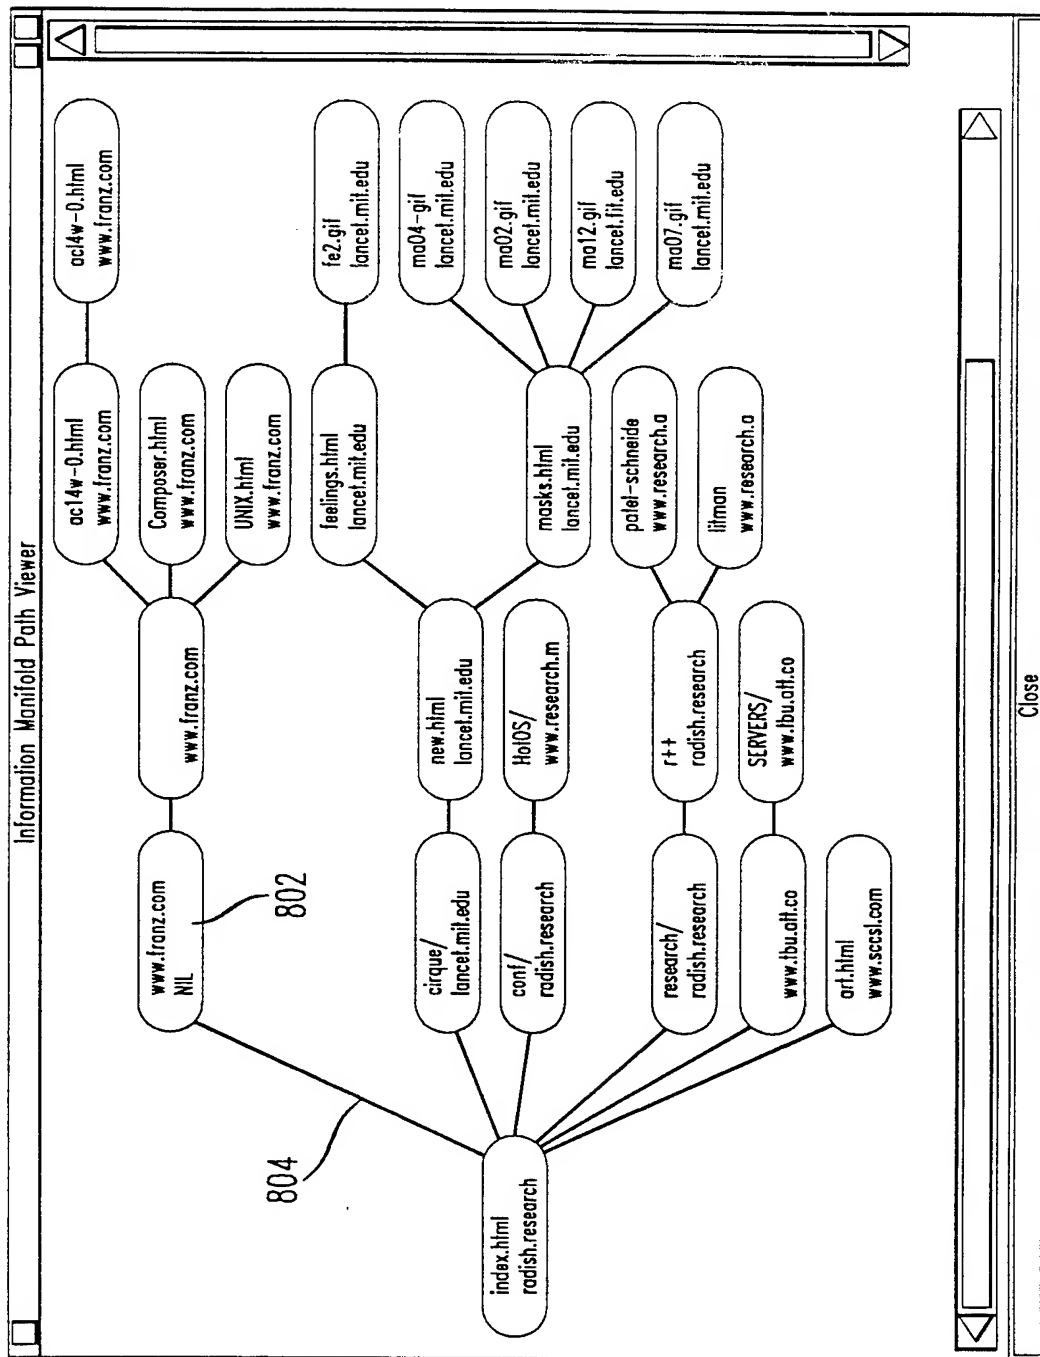 Information Manifold Path Viewer
index.html
radish.research
804
802
www.franz.com
NIL
www.franz.com
ac14w-0.html
www.franz.com
acl4w-0.html
www.franz.com
Composer.html
www.franz.com
UNIX.html
www.franz.com
cirque/
lancet.mit.edu
new.html
lancet.mit.edu
feelings.html
lancet.mit.edu
fe2.gif
lancet.mit.edu
masks.html
lancet.mit.edu
ma04-gif
lancet.mit.edu
ma02.gif
lancet.mit.edu
ma12.gif
lancet.fit.edu
ma07.gif
lancet.mit.edu
conf/
radish.research
HotOS/
www.research.m
research/
radish.research
r++
radish.research
patel-schneide
www.research.a
litman
www.research.a
www.tbu.att.co
SERVERS/
www.tbu.att.co
art.html
www.sccsl.com
Close